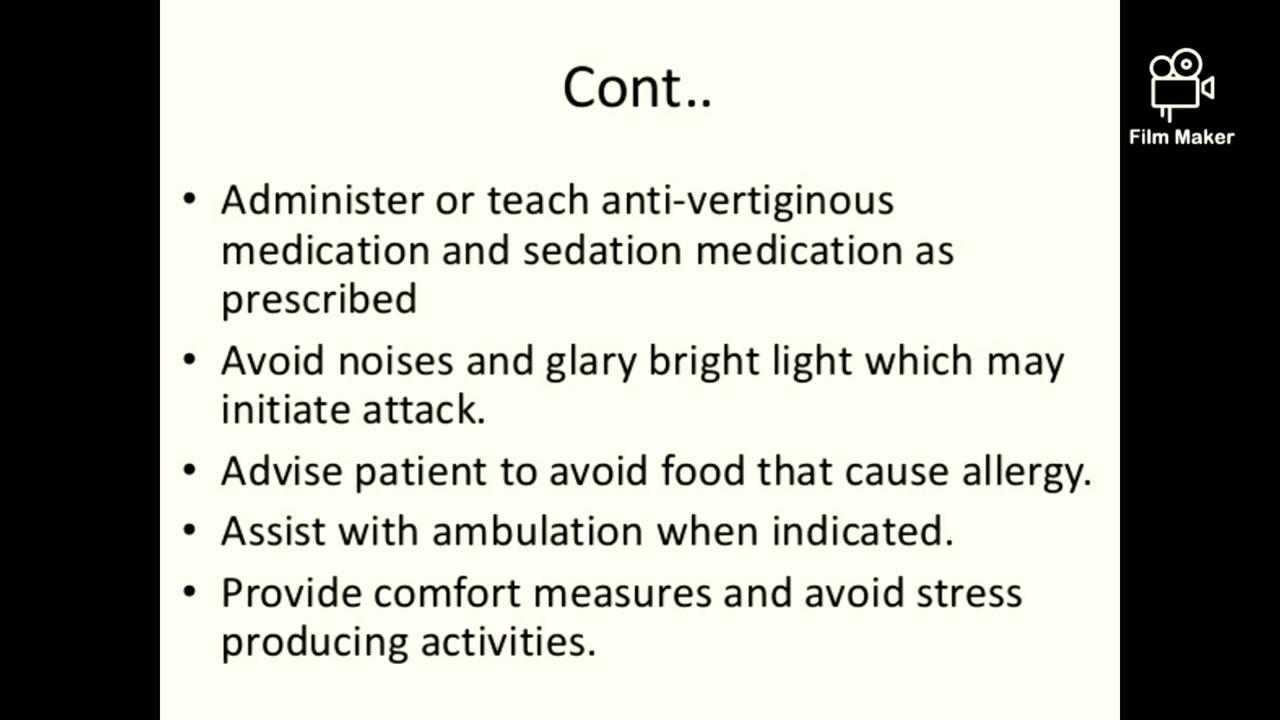 Cont..
Film Maker
• Administer or teach anti-vertiginous
medication and sedation medication as
prescribed
• Avoid noises and glary bright light which may
initiate attack.
• Advise patient to avoid food that cause allergy.
• Assist with ambulation when indicated.
• Provide comfort measures and avoid stress
producing activities.